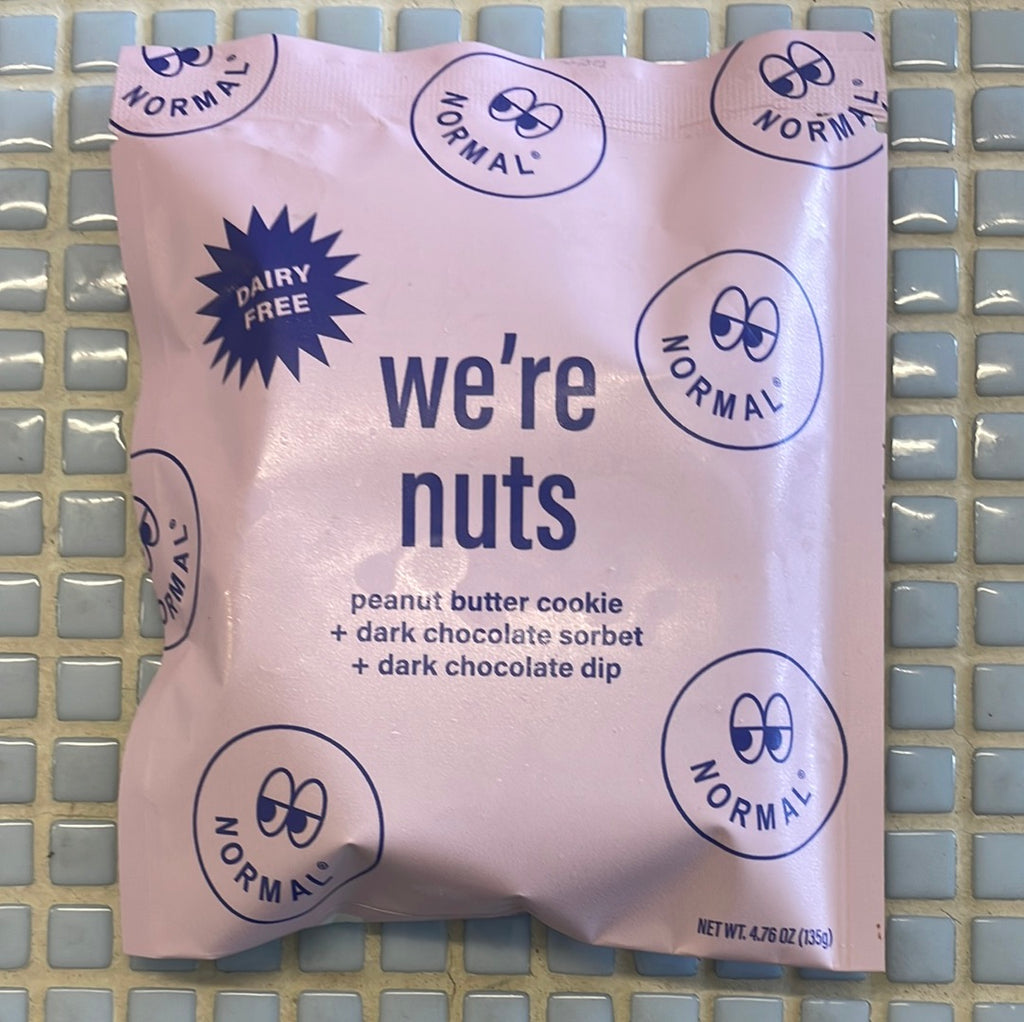 NORMAL®
NORMAL®
NORMAL®
DAIRY
FREE
NORMAL®
we're
nuts
NORMAL®
peanut butter cookie
+ dark chocolate sorbet
+ dark chocolate dip
NORMAL®
NORMAL®
NET WT. 4.76 OZ (135g)